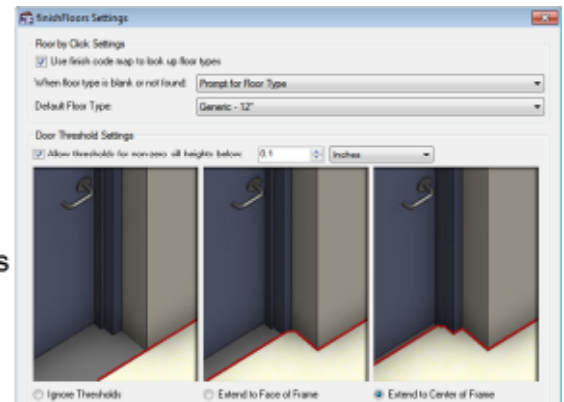 finishFloors Settings
Floor by Click Settings
Use finish code map to look up floor types
When floor type is blank or not found: Prompt for Floor Type
Default Floor Type: Generic - 12"
Door Threshold Settings
Allow thresholds for non-zero sill heights below: 0.1 Inches
s
Ignore Thresholds Extend to Face of Frame Extend to Center of Frame